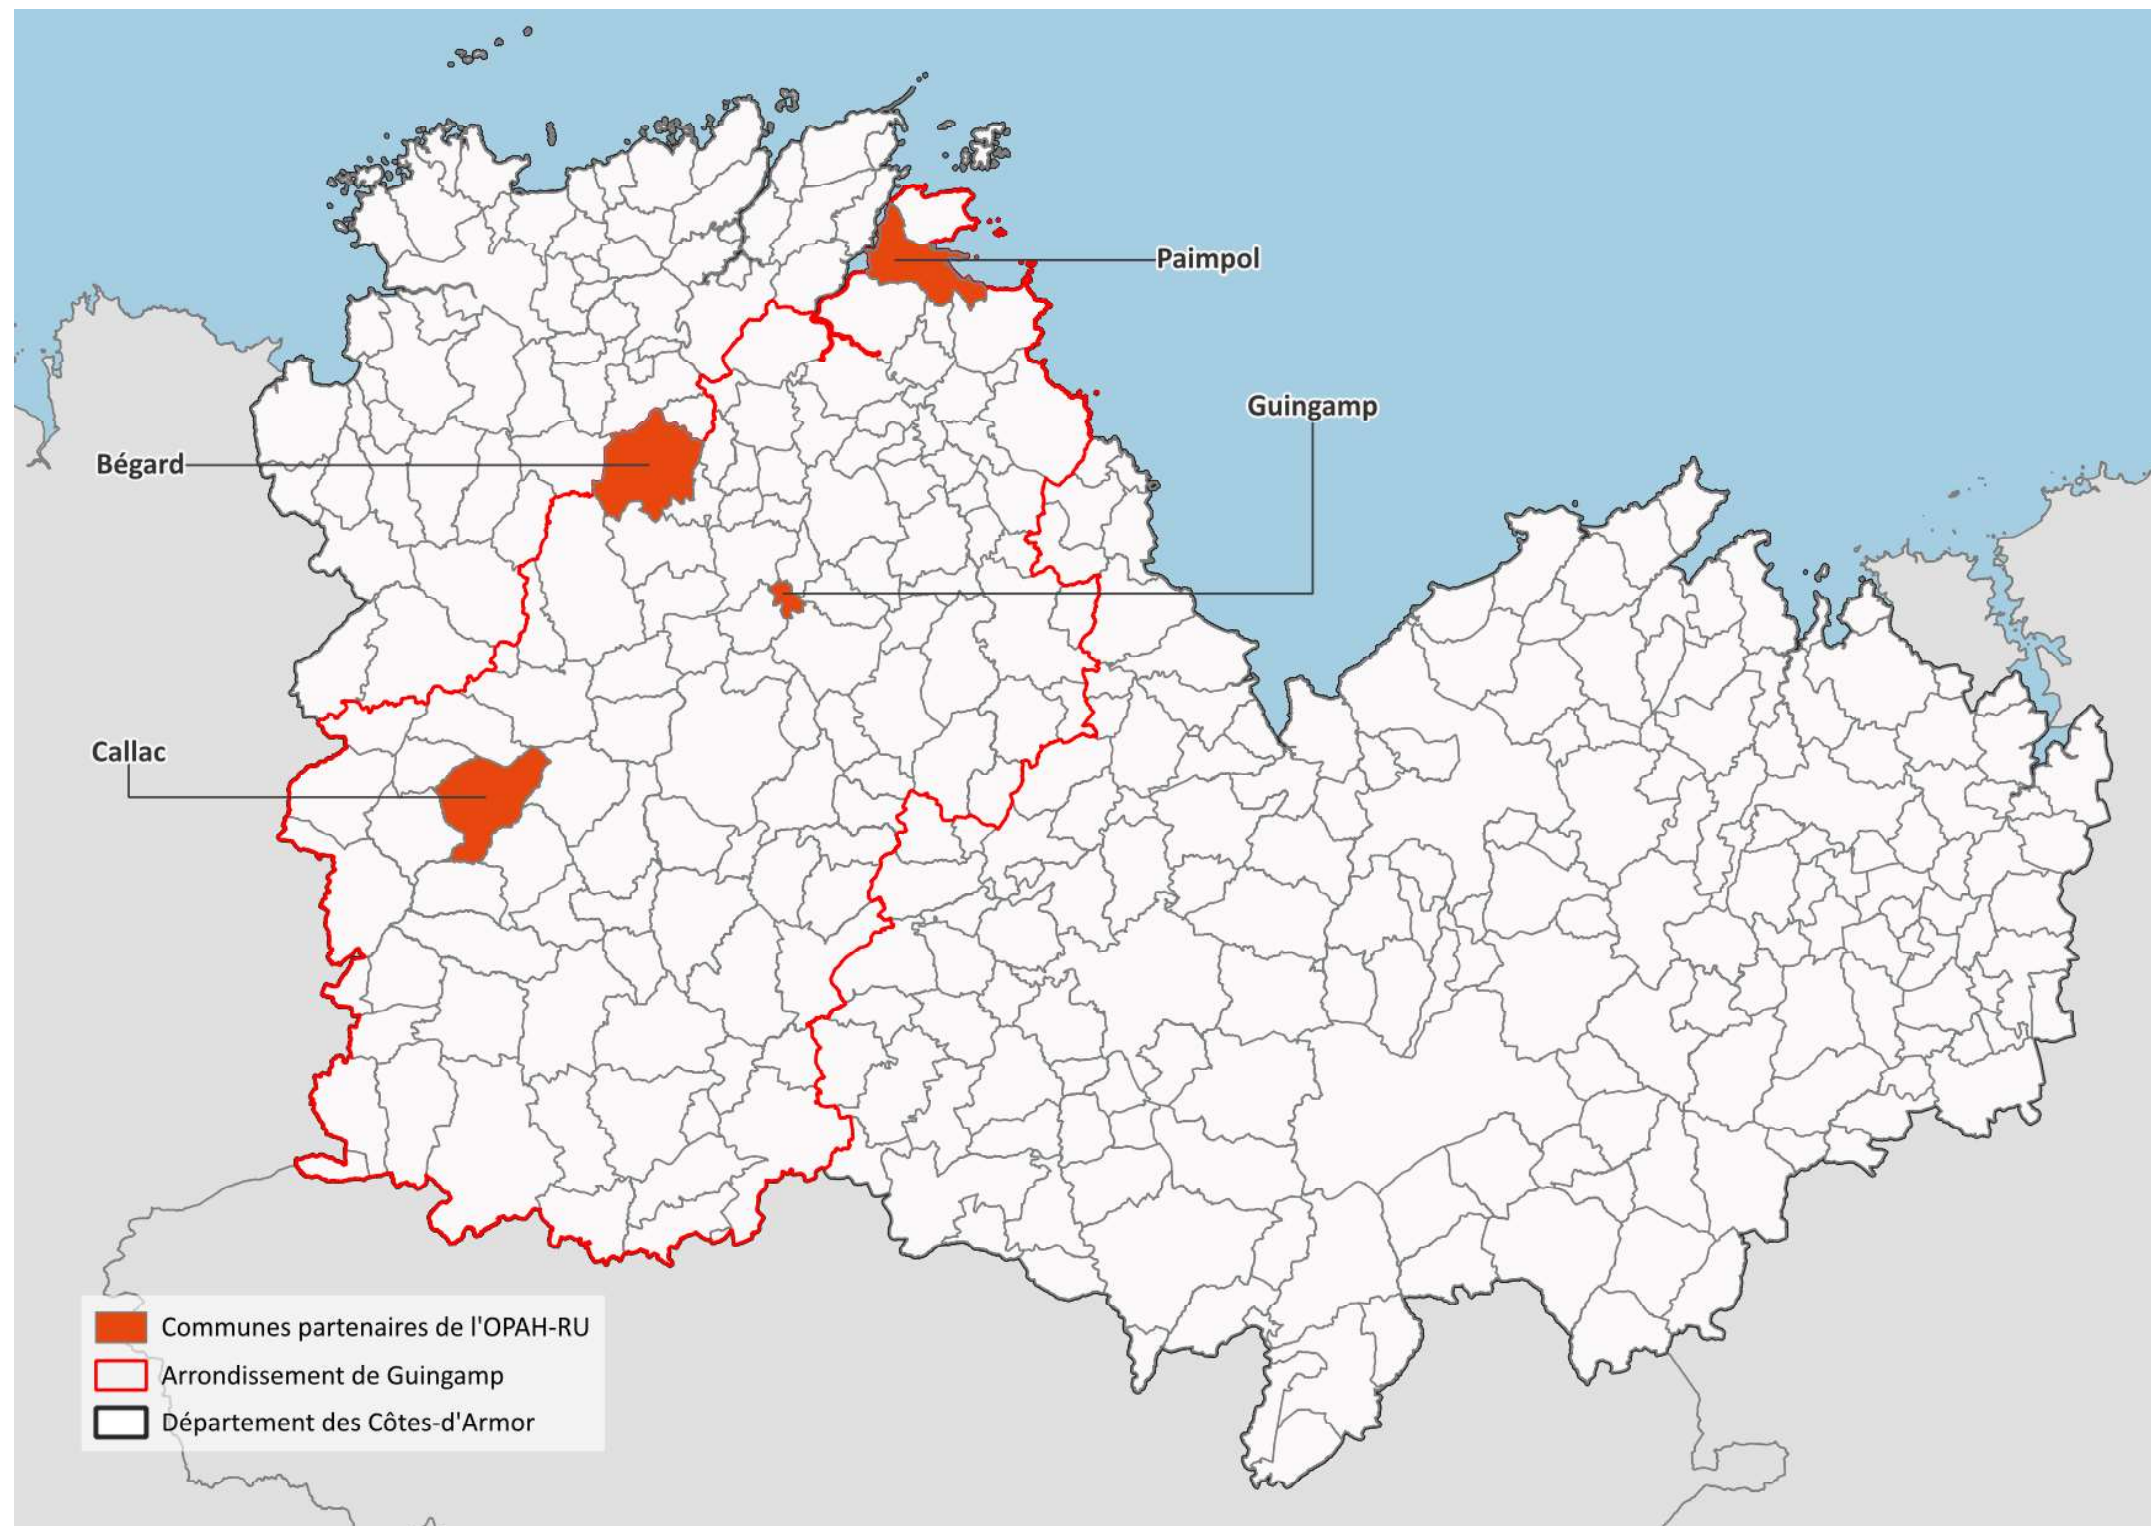 Paimpol
Guingamp
Bégard
Callac
Communes partenaires de l'OPAH-RU
Arrondissement de Guingamp
Département des Côtes-d'Armor